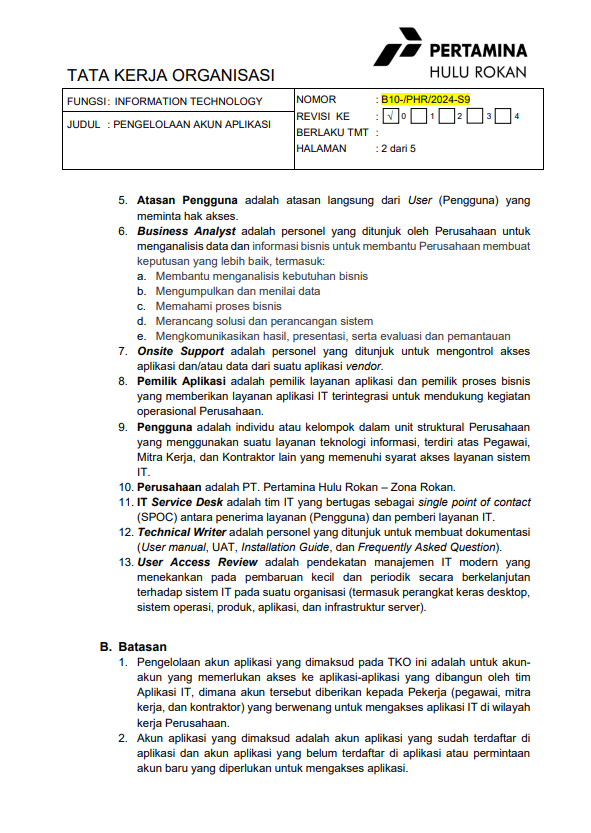 PERTAMINA
HULU ROKAN
TATA KERJA ORGANISASI
FUNGSI : INFORMATION TECHNOLOGY
JUDUL : PENGELOLAAN AKUN APLIKASI
NOMOR : B10-/PHR/2024-S9
REVISI KE : √ 0 1 2 3 4
BERLAKU TMT :
HALAMAN : 2 dari 5
5. Atasan Pengguna adalah atasan langsung dari User (Pengguna) yang
meminta hak akses.
6. Business Analyst adalah personel yang ditunjuk oleh Perusahaan untuk
menganalisis data dan informasi bisnis untuk membantu Perusahaan membuat
keputusan yang lebih baik, termasuk:
a. Membantu menganalisis kebutuhan bisnis
b. Mengumpulkan dan menilai data
c. Memahami proses bisnis
d. Merancang solusi dan perancangan sistem
e. Mengkomunikasikan hasil, presentasi, serta evaluasi dan pemantauan
7. Onsite Support adalah personel yang ditunjuk untuk mengontrol akses
aplikasi dan/atau data dari suatu aplikasi vendor.
8. Pemilik Aplikasi adalah pemilik layanan aplikasi dan pemilik proses bisnis
yang memberikan layanan aplikasi IT terintegrasi untuk mendukung kegiatan
operasional Perusahaan.
9. Pengguna adalah individu atau kelompok dalam unit struktural Perusahaan
yang menggunakan suatu layanan teknologi informasi, terdiri atas Pegawai,
Mitra Kerja, dan Kontraktor lain yang memenuhi syarat akses layanan sistem
IT.
10. Perusahaan adalah PT. Pertamina Hulu Rokan – Zona Rokan.
11. IT Service Desk adalah tim IT yang bertugas sebagai single point of contact
(SPOC) antara penerima layanan (Pengguna) dan pemberi layanan IT.
12. Technical Writer adalah personel yang ditunjuk untuk membuat dokumentasi
(User manual, UAT, Installation Guide, dan Frequently Asked Question).
13. User Access Review adalah pendekatan manajemen IT modern yang
menekankan pada pembaruan kecil dan periodik secara berkelanjutan
terhadap sistem IT pada suatu organisasi (termasuk perangkat keras desktop,
sistem operasi, produk, aplikasi, dan infrastruktur server).
B. Batasan
1. Pengelolaan akun aplikasi yang dimaksud pada TKO ini adalah untuk akun-
akun yang memerlukan akses ke aplikasi-aplikasi yang dibangun oleh tim
Aplikasi IT, dimana akun tersebut diberikan kepada Pekerja (pegawai, mitra
kerja, dan kontraktor) yang berwenang untuk mengakses aplikasi IT di wilayah
kerja Perusahaan.
2. Akun aplikasi yang dimaksud adalah akun aplikasi yang sudah terdaftar di
aplikasi dan akun aplikasi yang belum terdaftar di aplikasi atau permintaan
akun baru yang diperlukan untuk mengakses aplikasi.